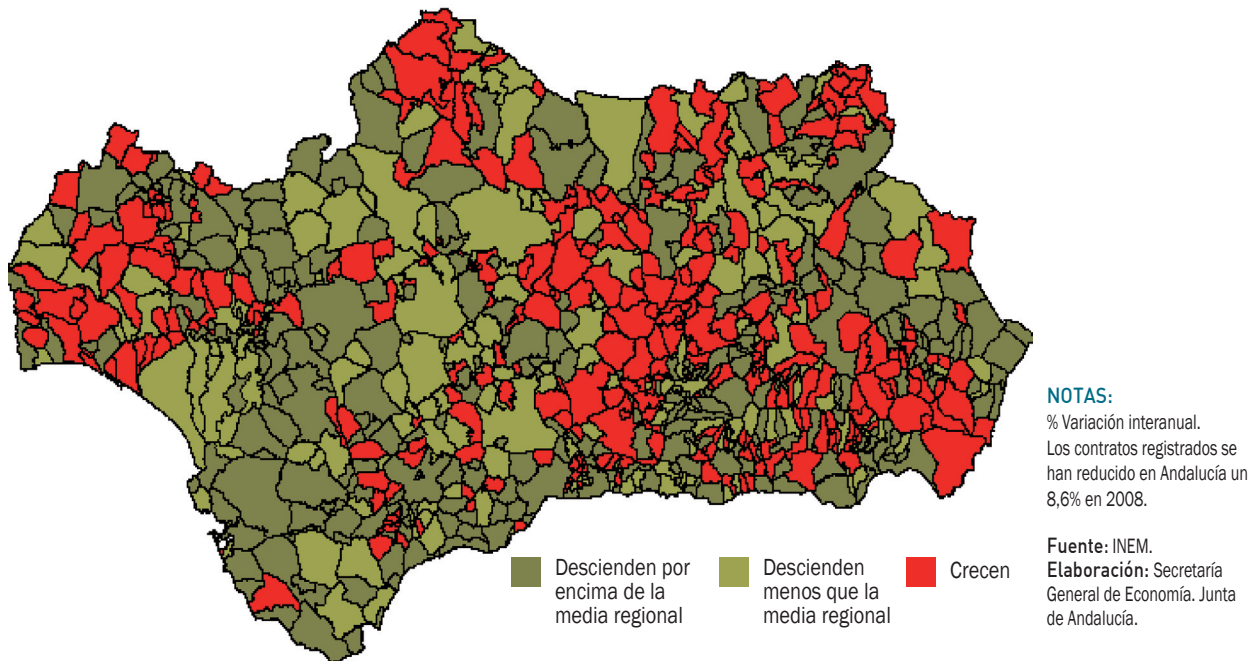 NOTAS:
% Variación interanual.
Los contratos registrados se
han reducido en Andalucía un
8,6% en 2008.
Fuente: INEM.
Elaboración: Secretaría
General de Economía. Junta
de Andalucía.
Descienden por
encima de la
media regional
Descienden
menos que la
media regional
Crecen